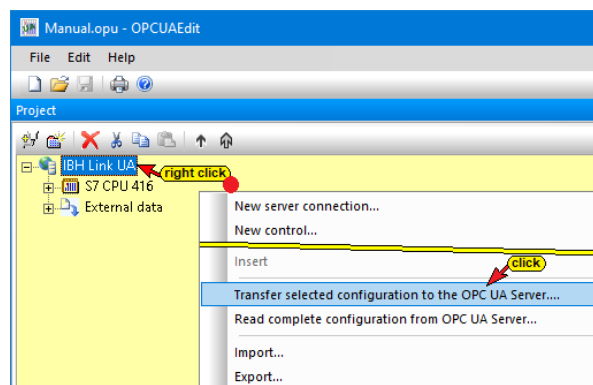 Manual.opu - OPCUAEdit
File Edit Help
Project
IBH Link UA
right click
S7 CPU 416
External data
New server connection...
New control...
Insert
click
Transfer selected configuration to the OPC UA Server....
Read complete configuration from OPC UA Server...
Import...
Export...